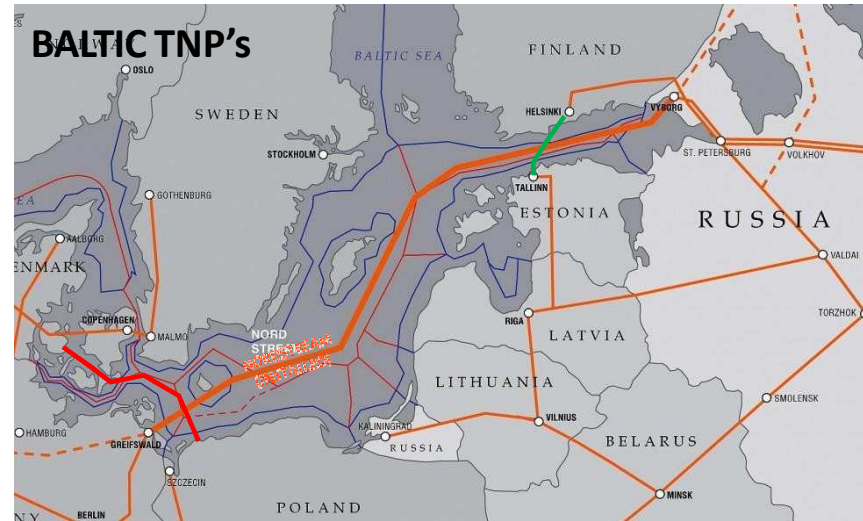 BALTIC TNP's
OSLO
SWEDEN
BALTIC SEA
FINLAND
HELSINKI
VYBORG
STOCKHOLM
TALLINN
ST. PETERSBURG
VOLKHOV
GOTHENBURG
EA
ESTONIA
RUSSIA
AALBORG
ENMARK
VALDAI
COPENHAGEN
MALMO
NORD
RIGA
LATVIA
TORZHOK
LITHUANIA
SMOLENSK
VILNIUS
HAMBURG
GREIFSWALD
KALININGRAD
RUSSIA
BELARUS
SZCZECIN
MINSK
NY
BERLIN
POLAND